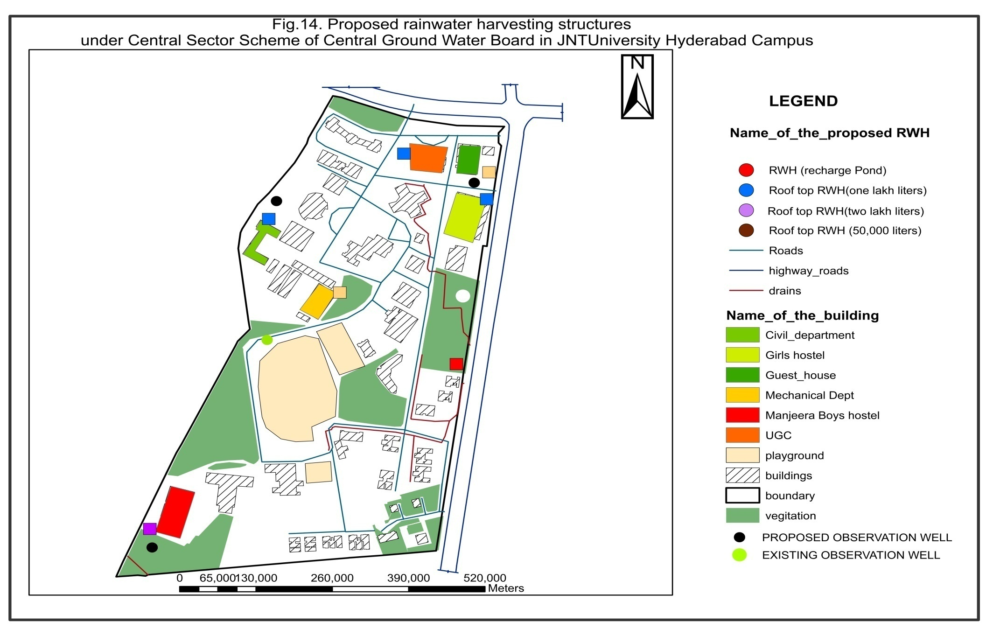 Fig.14. Proposed rainwater harvesting structures
under Central Sector Scheme of Central Ground Water Board in JNTUniversity Hyderabad Campus
N
LEGEND
Name_of_the_proposed RWH
RWH (recharge Pond)
Roof top RWH(one lakh liters)
Roof top RWH(two lakh liters)
Roof top RWH (50,000 liters)
Roads
highway_roads
drains
Name_of_the_building
Civil_department
Girls hostel
Guest_house
Mechanical Dept
Manjeera Boys hostel
UGC
playground
buildings
boundary
vegitation
PROPOSED OBSERVATION WELL
EXISTING OBSERVATION WELL
0 65,000 130,000 260,000 390,000 520,000
Meters